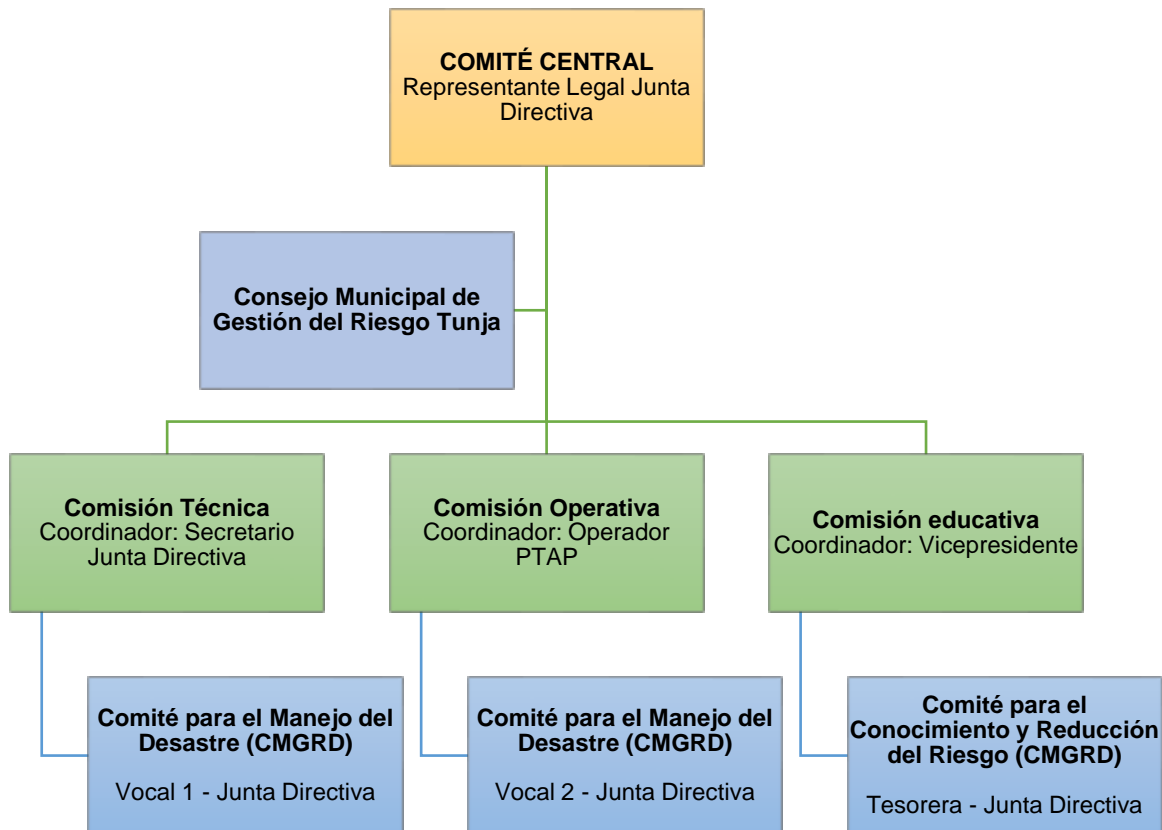 COMITÉ CENTRAL
Representante Legal Junta
Directiva
Consejo Municipal de
Gestión del Riesgo Tunja
Comisión Técnica
Coordinador: Secretario
Junta Directiva
Comisión Operativa
Coordinador: Operador
PTAP
Comisión educativa
Coordinador: Vicepresidente
Comité para el Manejo del
Desastre (CMGRD)
Vocal 1 - Junta Directiva
Comité para el Manejo del
Desastre (CMGRD)
Vocal 2 - Junta Directiva
Comité para el
Conocimiento y Reducción
del Riesgo (CMGRD)
Tesorera - Junta Directiva